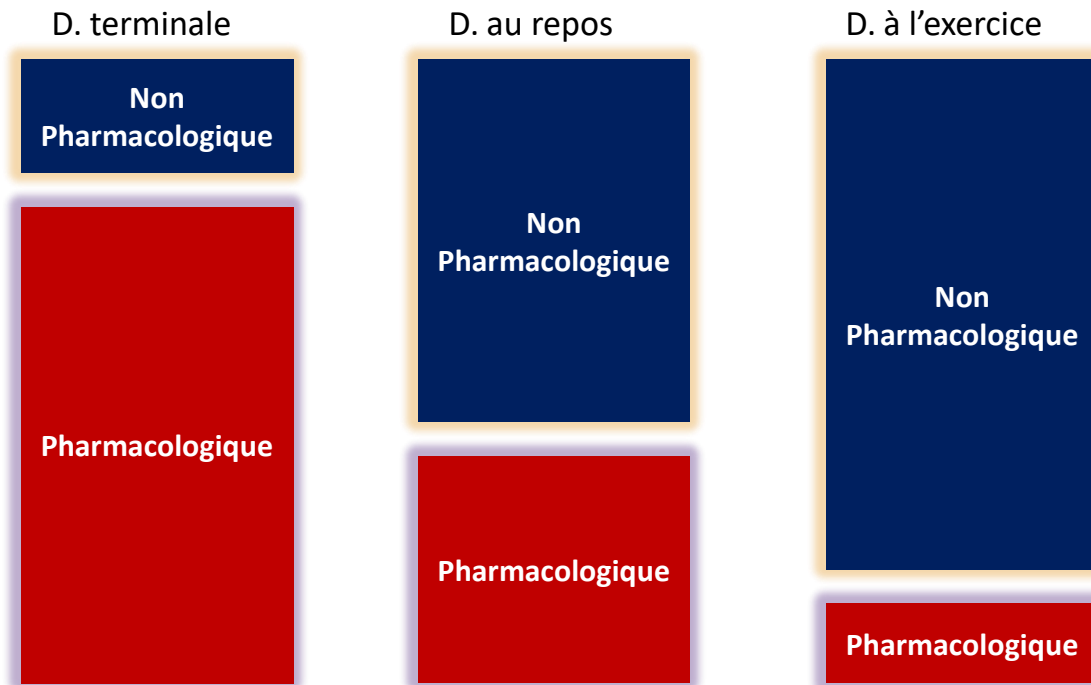 D. terminale
Non
Pharmacologique
Pharmacologique
D. au repos
Non
Pharmacologique
Pharmacologique
D. à l’exercice
Non
Pharmacologique
Pharmacologique